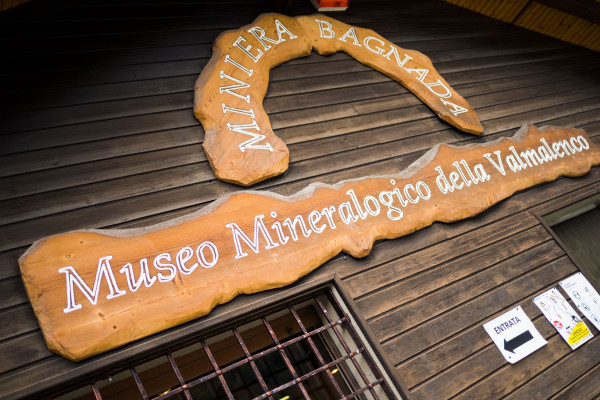 MINIERA BAGNADA
Museo Mineralogico della Valmalenco
ENTRATA